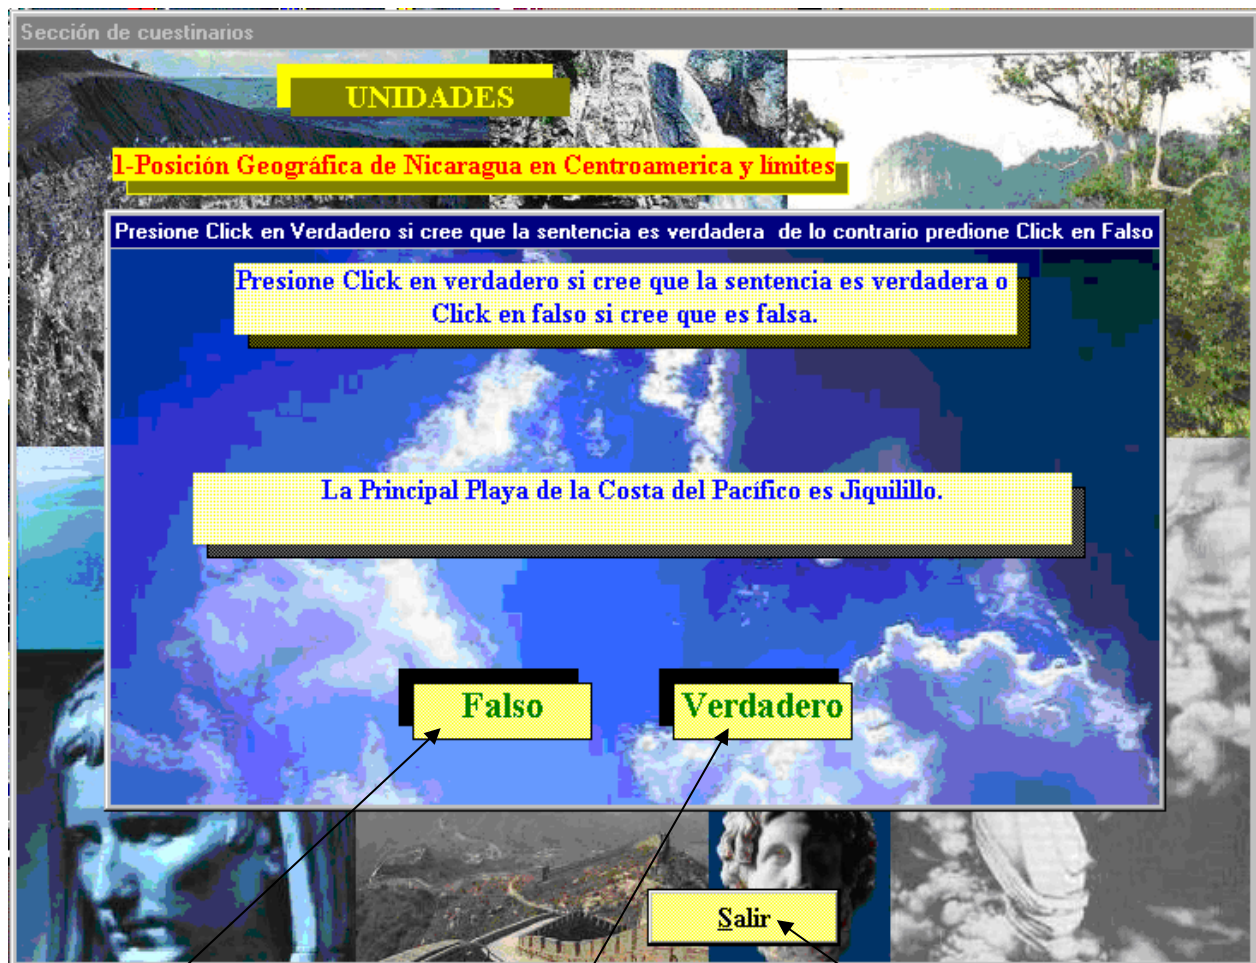 Sección de cuestinarios
UNIDADES
1-Posición Geográfica de Nicaragua en Centroamerica y límites
Presione Click en Verdadero si cree que la sentencia es verdadera de lo contrario predione Click en Falso
Presione Click en verdadero si cree que la sentencia es verdadera o
Click en falso si cree que es falsa.
La Principal Playa de la Costa del Pacífico es Jiquilillo.
Falso
Verdadero
Salir